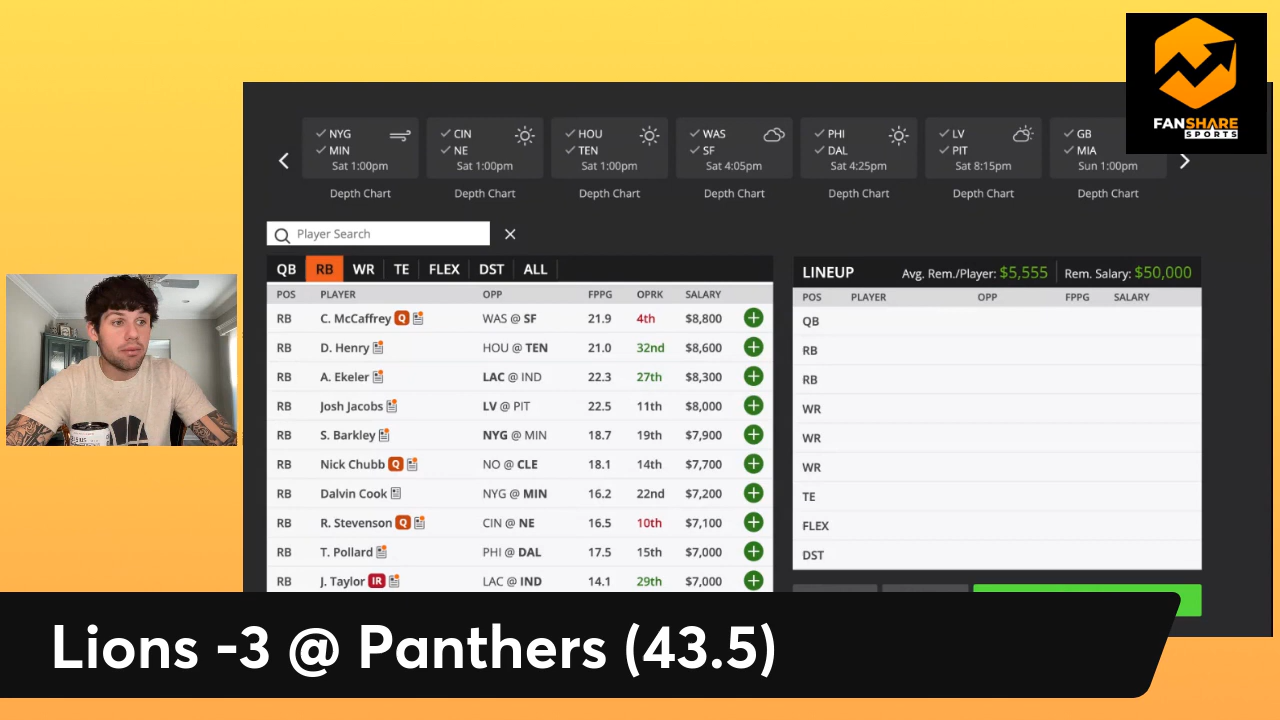 FANSHARE
SPORTS
NYG
MIN
Sat 1:00pm
Depth Chart
CIN
NE
Sat 1:00pm
Depth Chart
HOU
TEN
Sat 1:00pm
Depth Chart
WAS
SF
Sat 4:05pm
Depth Chart
PHI
DAL
Sat 4:25pm
Depth Chart
LV
PIT
Sat 8:15pm
Depth Chart
GB
MIA
Sun 1:00pm
Depth Chart
Player Search
QB RB WR TE FLEX DST ALL
POS PLAYER OPP FPPG OPRK SALARY
RB C. McCaffrey Q WAS @ SF 21.9 4th $8,800
RB D. Henry HOU @ TEN 21.0 32nd $8,600
RB A. Ekeler LAC @ IND 22.3 27th $8,300
RB Josh Jacobs LV @ PIT 22.5 11th $8,000
RB S. Barkley NYG @ MIN 18.7 19th $7,900
RB Nick Chubb Q NO @ CLE 18.1 14th $7,700
RB Dalvin Cook NYG @ MIN 16.2 22nd $7,200
RB R. Stevenson Q CIN @ NE 16.5 10th $7,100
RB T. Pollard PHI @ DAL 17.5 15th $7,000
RB J. Taylor IR LAC @ IND 14.1 29th $7,000
LINEUP Avg. Rem./Player: $5,555 Rem. Salary: $50,000
POS PLAYER OPP FPPG SALARY
QB
RB
RB
WR
WR
WR
TE
FLEX
DST
Lions -3 @ Panthers (43.5)